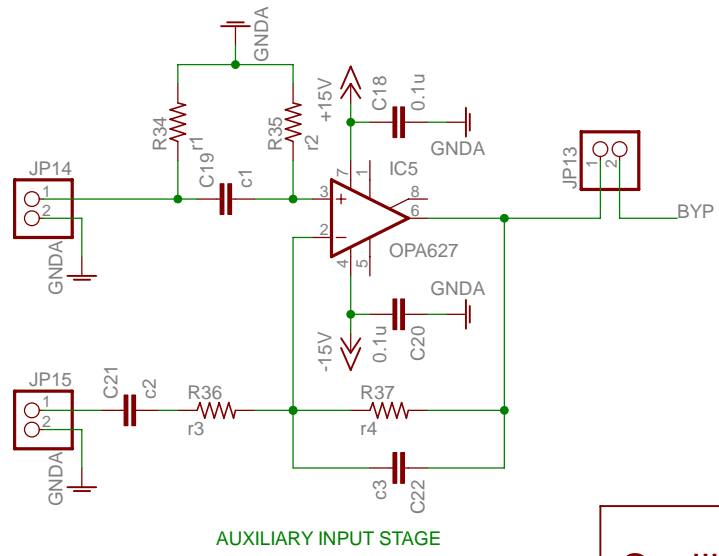 GNDA
R34
r1
R35
r2
+15V
C18
0.1u
GNDA
JP14
1
2
GNDA
C19
c1
7
1
IC5
3
+
8
6
2
-
OPA627
4
5
JP13
1
2
BYP
GNDA
-15V
0.1u
C20
JP15
1
2
GNDA
C21
c2
R36
r3
R37
r4
c3
C22
AUXILIARY INPUT STAGE